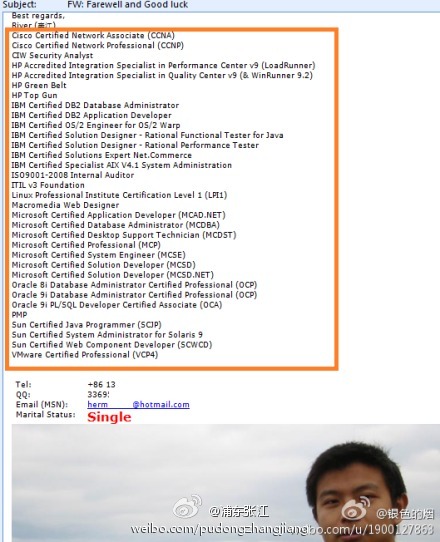 Subject: FW: Farewell and Good luck
Best regards,
River
Cisco Certified Network Associate (CCNA)
Cisco Certified Network Professional (CCNP)
CIW Security Analyst
HP Accredited Integration Specialist in Performance Center v9 (LoadRunner)
HP Accredited Integration Specialist in Quality Center v9 (& WinRunner 9.2)
HP Green Belt
HP Top Gun
IBM Certified DB2 Database Administrator
IBM Certified DB2 Application Developer
IBM Certified OS/2 Engineer for OS/2 Warp
IBM Certified Solution Designer - Rational Functional Tester for Java
IBM Certified Solution Designer - Rational Performance Tester
IBM Certified Solutions Expert Net.Commerce
IBM Certified Specialist AIX V4.1 System Administration
ISO9001-2008 Internal Auditor
ITIL v3 Foundation
Linux Professional Institute Certification Level 1 (LPI1)
Macromedia Web Designer
Microsoft Certified Application Developer (MCAD.NET)
Microsoft Certified Database Administrator (MCDBA)
Microsoft Certified Desktop Support Technician (MCDST)
Microsoft Certified Professional (MCP)
Microsoft Certified System Engineer (MCSE)
Microsoft Certified Solution Developer (MCSD)
Microsoft Certified Solution Developer (MCSD.NET)
Oracle 8i Database Administrator Certified Professional (OCP)
Oracle 9i Database Administrator Certified Professional (OCP)
Oracle 9i PL/SQL Developer Certified Associate (OCA)
PMP
Sun Certified Java Programmer (SCJP)
Sun Certified System Administrator for Solaris 9
Sun Certified Web Component Developer (SCWCD)
VMware Certified Professional (VCP4)
Tel: +86 13
QQ: 3369
Email (MSN): herm @hotmail.com
Marital Status: Single
@浦东张江 @银色的烟
weibo.com/pudongzhangjiang bo.com/u/1900127863